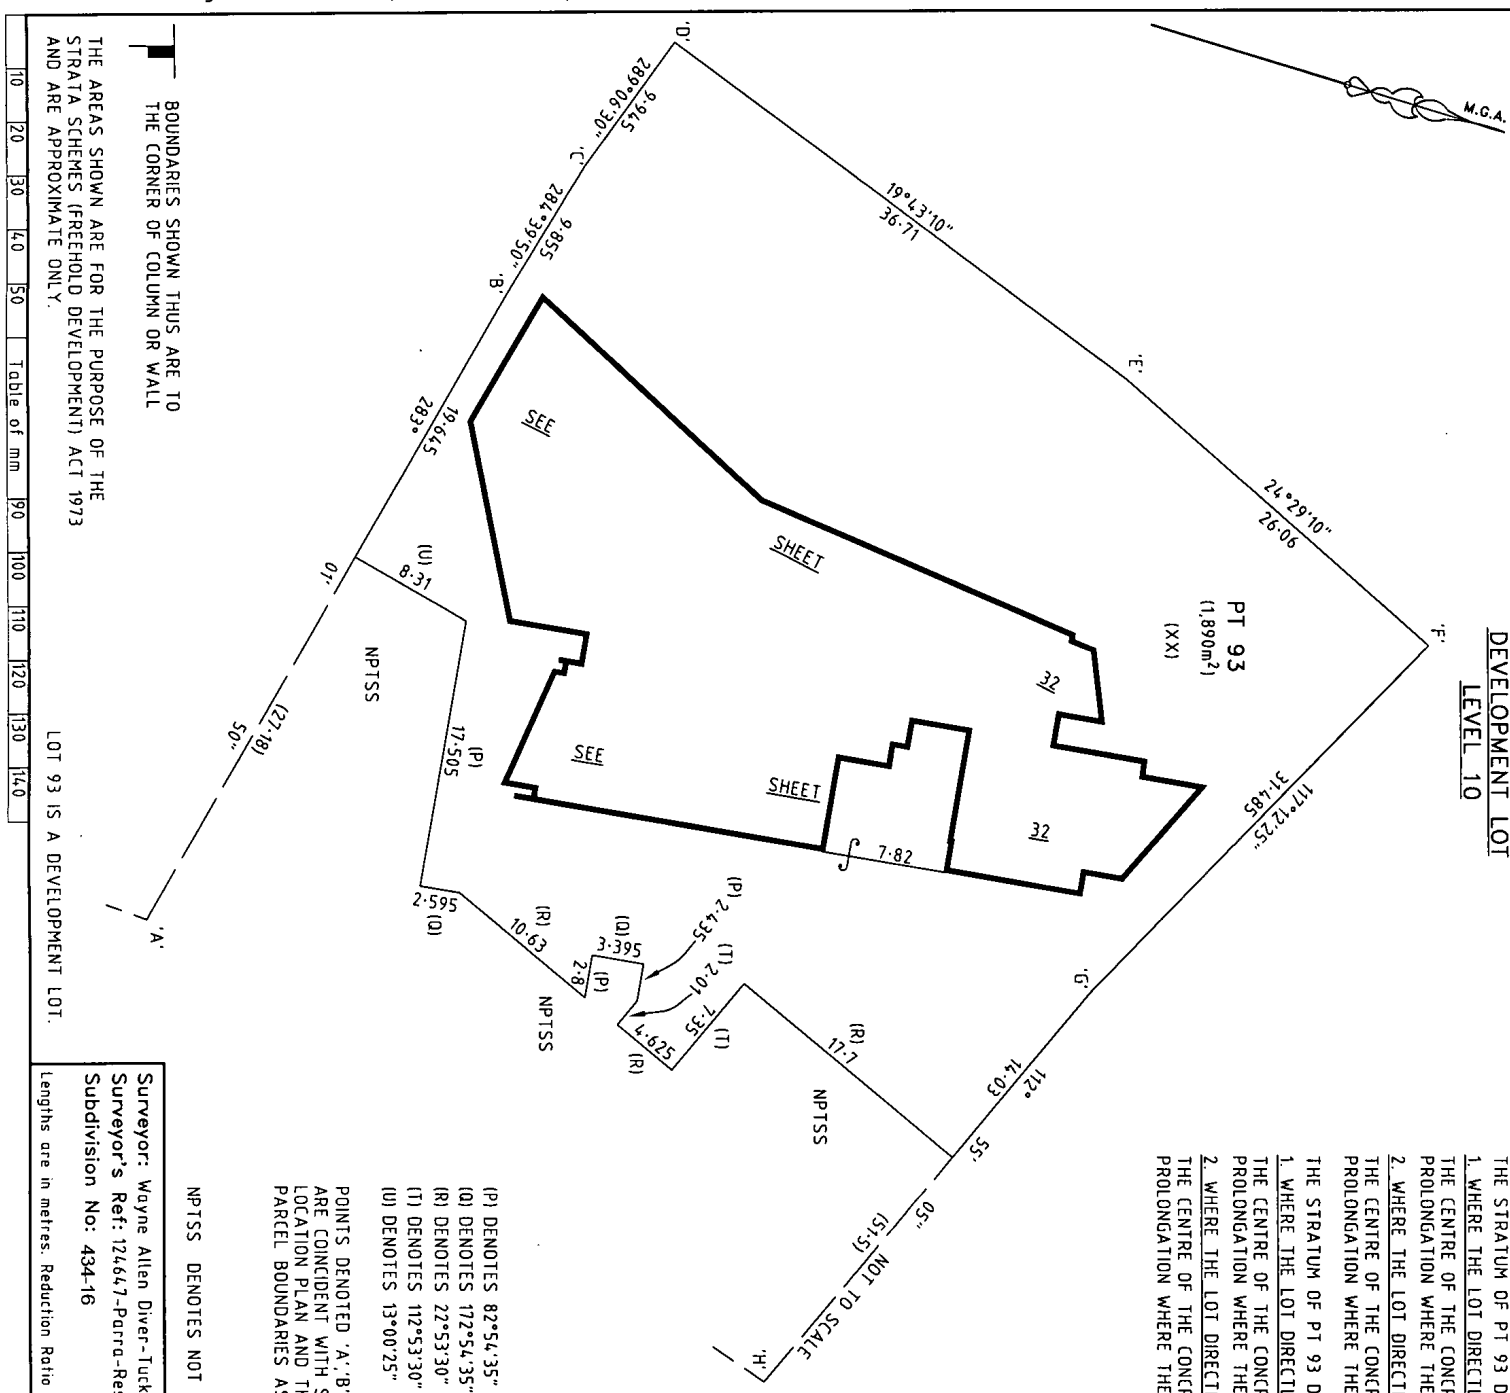 DEVELOPMENT LOT
LEVEL 10
M.G.A.
'D'
289°06'30"
9·945
'C'
284°39'50"
9·855
'B'
19·645
283°
01'
50"
(27·18)
'A'
19°43'10"
36·71
'E'
24°29'10"
26·06
'F'
117°12'25"
31·485
'G'
112°
14·03
55'
05"
(51·5)
NOT TO SCALE
'H'
PT 93
(1,890m²)
(XX)
SEE
SHEET
32
SEE
SHEET
32
7·82
(U)
8·31
NPTSS
(P)
17·505
2·595
(Q)
(R)
10·63
2·8
(P)
(Q)
3·395
(P) 2·435
(T) 2·01
4·625
(R)
7·35
(T)
(R)
17·7
NPTSS
NPTSS
BOUNDARIES SHOWN THUS ARE TO
THE CORNER OF COLUMN OR WALL
THE AREAS SHOWN ARE FOR THE PURPOSE OF THE
STRATA SCHEMES (FREEHOLD DEVELOPMENT) ACT 1973
AND ARE APPROXIMATE ONLY.
LOT 93 IS A DEVELOPMENT LOT.
THE STRATUM OF PT 93 D
1. WHERE THE LOT DIRECTL
THE CENTRE OF THE CONCR
PROLONGATION WHERE THE
2. WHERE THE LOT DIRECTL
THE CENTRE OF THE CONCR
PROLONGATION WHERE THE
THE STRATUM OF PT 93 D
1. WHERE THE LOT DIRECTL
THE CENTRE OF THE CONCR
PROLONGATION WHERE THE
2. WHERE THE LOT DIRECTL
THE CENTRE OF THE CONCR
PROLONGATION WHERE THE
(P) DENOTES 82°54'35"
(Q) DENOTES 172°54'35"
(R) DENOTES 22°53'30"
(T) DENOTES 112°53'30"
(U) DENOTES 13°00'25"
POINTS DENOTED 'A','B'
ARE COINCIDENT WITH S
LOCATION PLAN AND TH
PARCEL BOUNDARIES AS
NPTSS DENOTES NOT
Surveyor: Wayne Allen Diver-Tuck
Surveyor's Ref: 124647-Parra-Res
Subdivision No: 434-16
Lengths are in metres. Reduction Ratio
10 20 30 40 50 Table of mm 90 100 110 120 130 140